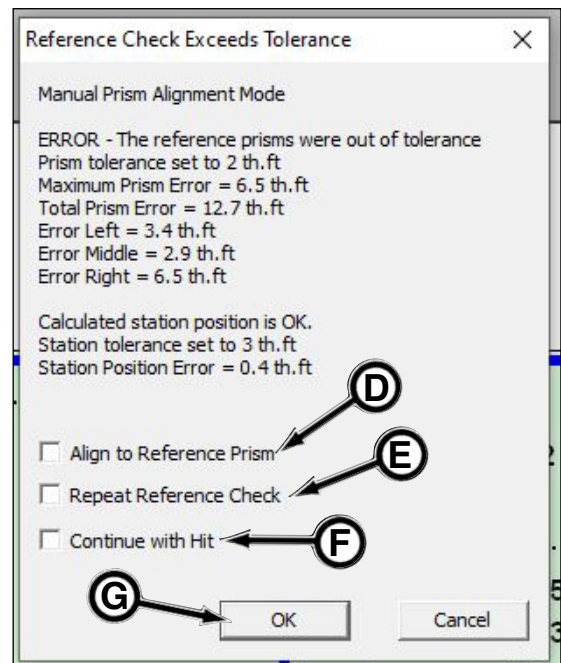 Reference Check Exceeds Tolerance
Manual Prism Alignment Mode
ERROR - The reference prisms were out of tolerance
Prism tolerance set to 2 th.ft
Maximum Prism Error = 6.5 th.ft
Total Prism Error = 12.7 th.ft
Error Left = 3.4 th.ft
Error Middle = 2.9 th.ft
Error Right = 6.5 th.ft
Calculated station position is OK.
Station tolerance set to 3 th.ft
Station Position Error = 0.4 th.ft
D
Align to Reference Prism
E
Repeat Reference Check
F
Continue with Hit
G
OK Cancel